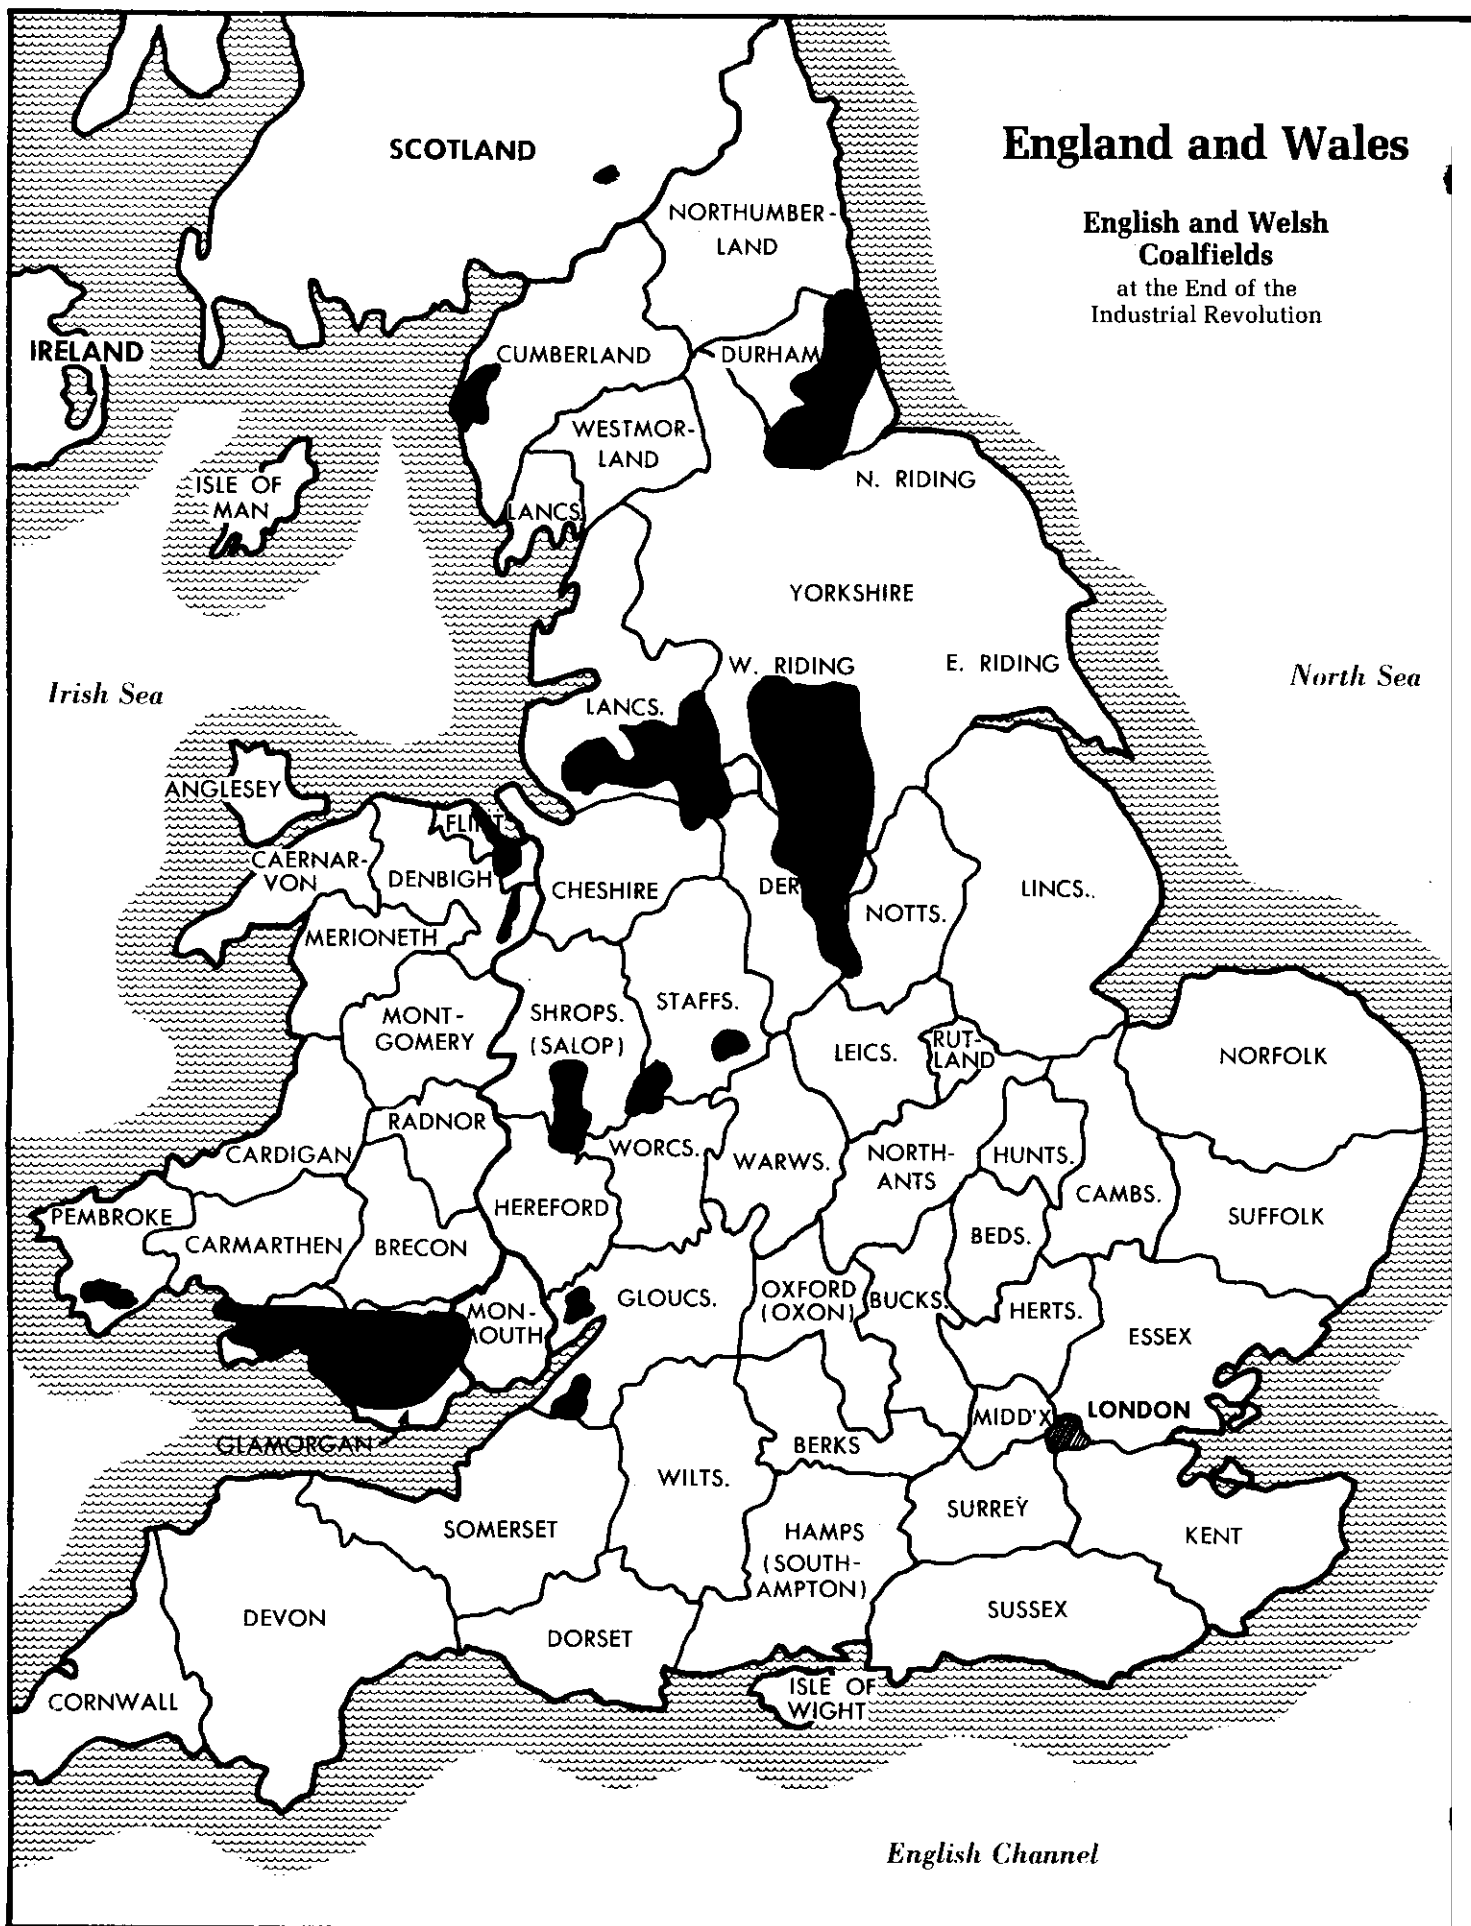 England and Wales
English and Welsh
Coalfields
at the End of the
Industrial Revolution
SCOTLAND
NORTHUMBER-
LAND
IRELAND
CUMBERLAND
DURHAM
WESTMOR-
LAND
N. RIDING
ISLE OF
MAN
LANCS
YORKSHIRE
W. RIDING
E. RIDING
North Sea
Irish Sea
LANCS.
ANGLESEY
FLINT
CAERNAR-
VON
DENBIGH
CHESHIRE
DER
NOTTS.
LINCS..
MERIONETH
STAFFS.
SHROPS.
(SALOP)
MONT-
GOMERY
LEICS.
RUT-
LAND
NORFOLK
RADNOR
CARDIGAN
WORCS.
WARWS.
NORTH-
ANTS
HUNTS.
CAMBS.
PEMBROKE
HEREFORD
SUFFOLK
CARMARTHEN
BRECON
BEDS.
OXFORD
(OXON)
GLOUCS.
BUCKS.
HERTS.
MON-
MOUTH
ESSEX
MIDD'X
LONDON
GLAMORGAN
BERKS
WILTS.
SURREY
SOMERSET
HAMPS
(SOUTH-
AMPTON)
KENT
DEVON
DORSET
SUSSEX
CORNWALL
ISLE OF
WIGHT
English Channel